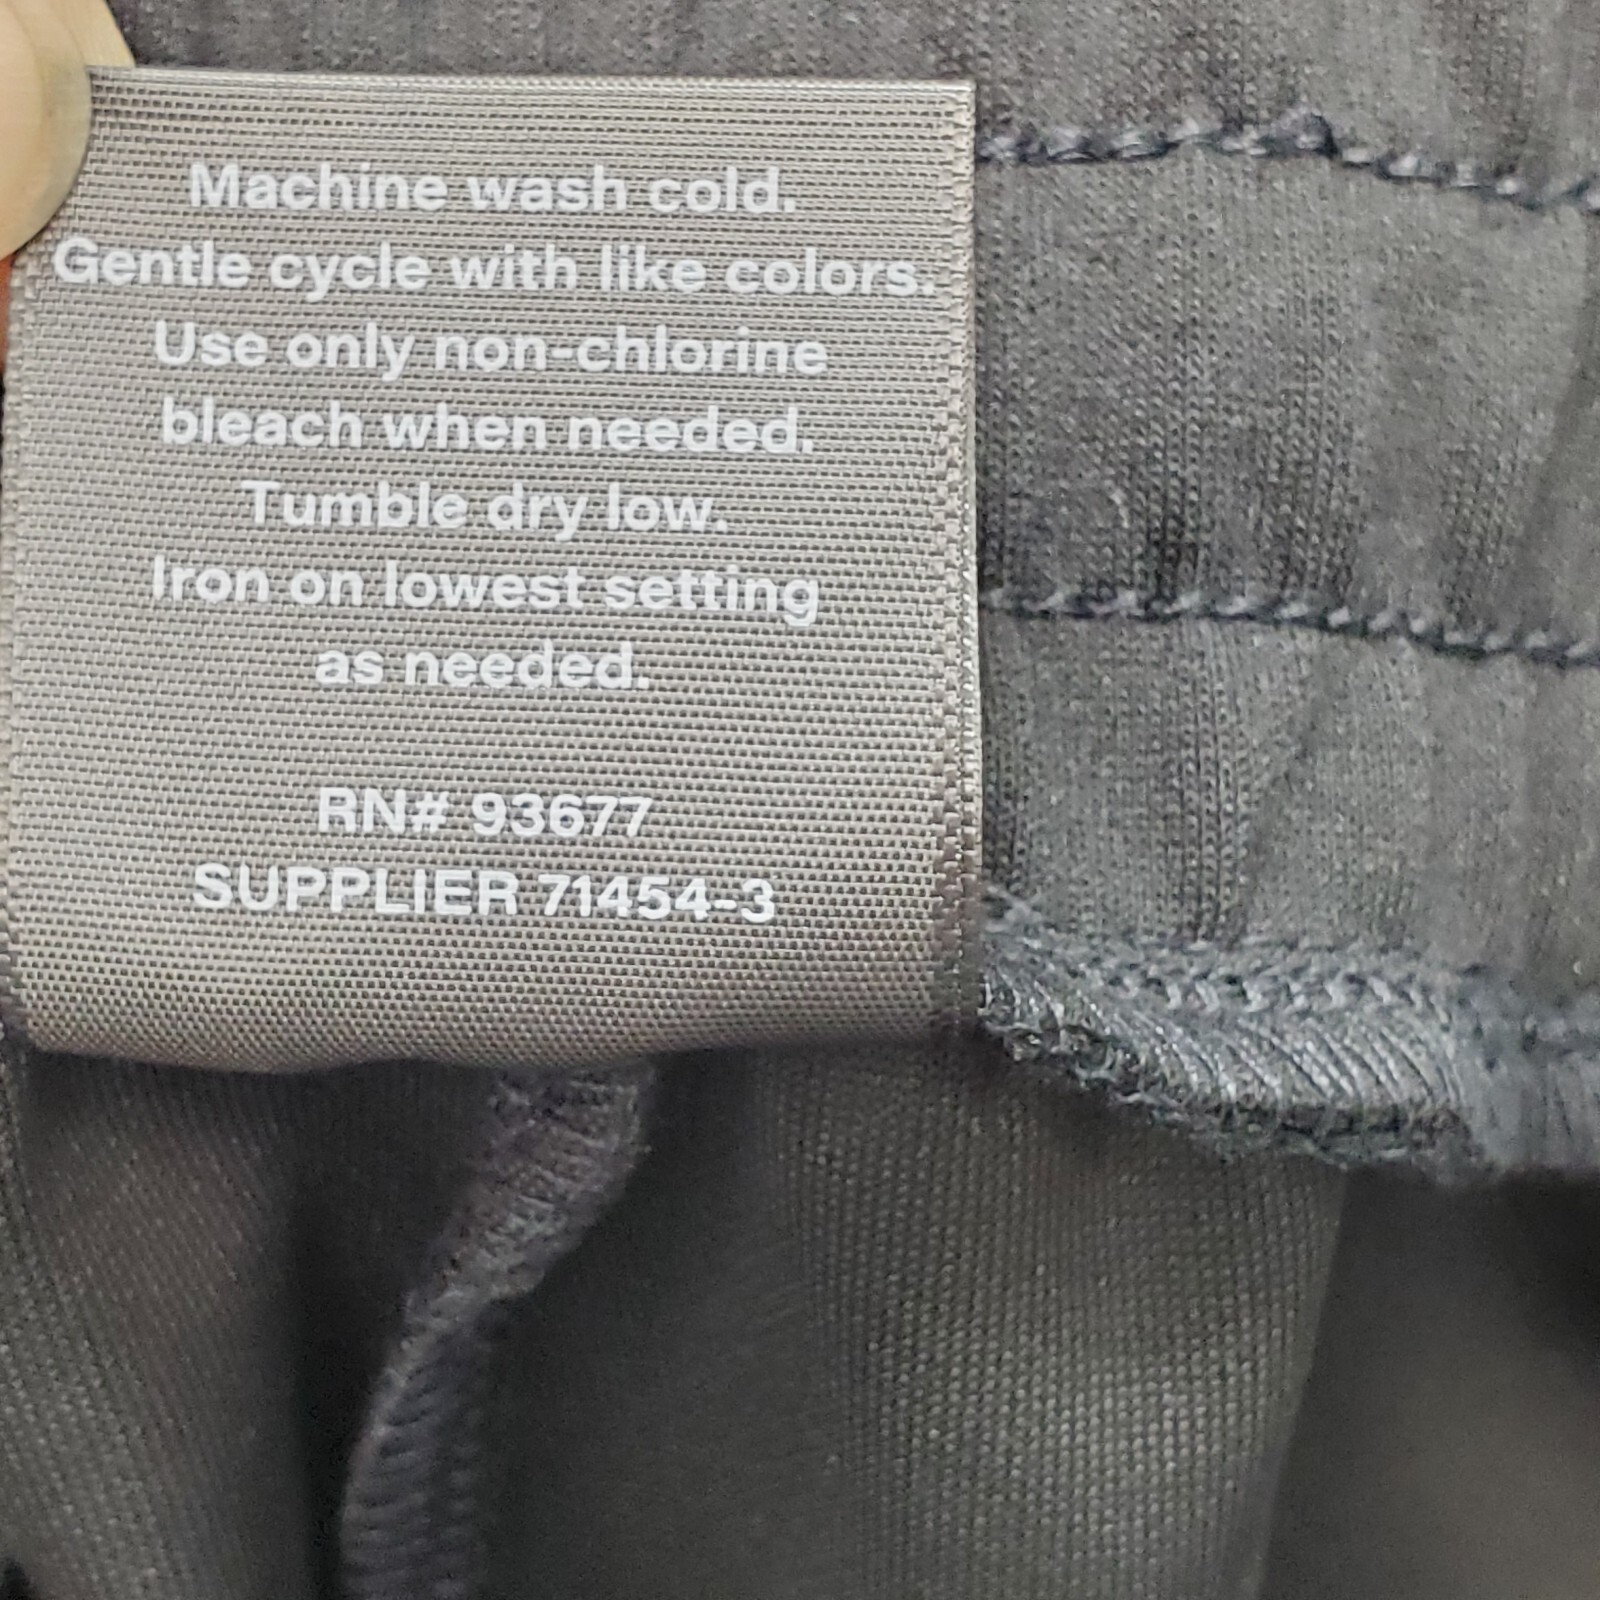 Machine wash cold.
Gentle cycle with like colors.
Use only non-chlorine
bleach when needed.
Tumble dry low.
Iron on lowest setting
as needed.
RN# 93677
SUPPLIER 71454-3